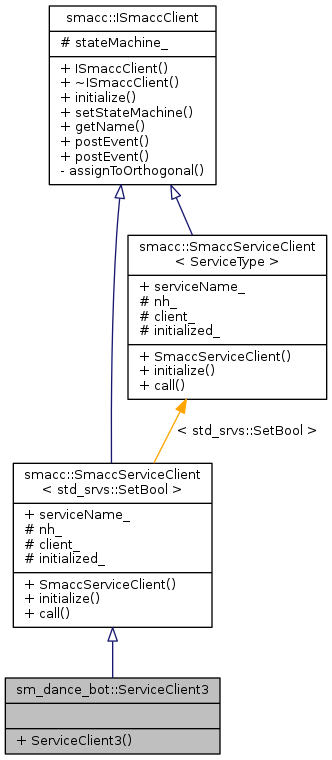 smacc::ISmaccClient
# stateMachine_
+ ISmaccClient()
+ ~ISmaccClient()
+ initialize()
+ setStateMachine()
+ getName()
+ postEvent()
+ postEvent()
- assignToOrthogonal()
smacc::SmaccServiceClient
< ServiceType >
+ serviceName_
# nh_
# client_
# initialized_
+ SmaccServiceClient()
+ initialize()
+ call()
< std_srvs::SetBool >
smacc::SmaccServiceClient
< std_srvs::SetBool >
+ serviceName_
# nh_
# client_
# initialized_
+ SmaccServiceClient()
+ initialize()
+ call()
sm_dance_bot::ServiceClient3
+ ServiceClient3()